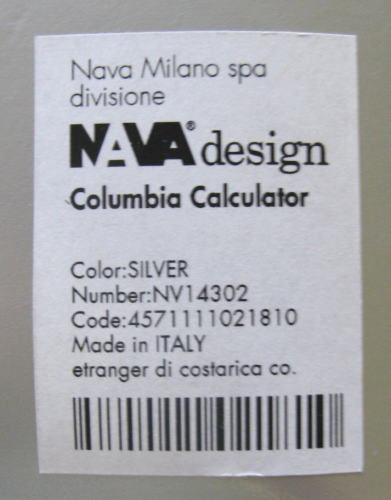 Nava Milano spa
divisione
NAVA® design
Columbia Calculator
Color:SILVER
Number:NV14302
Code:4571111021810
Made in ITALY
etranger di costarica co.